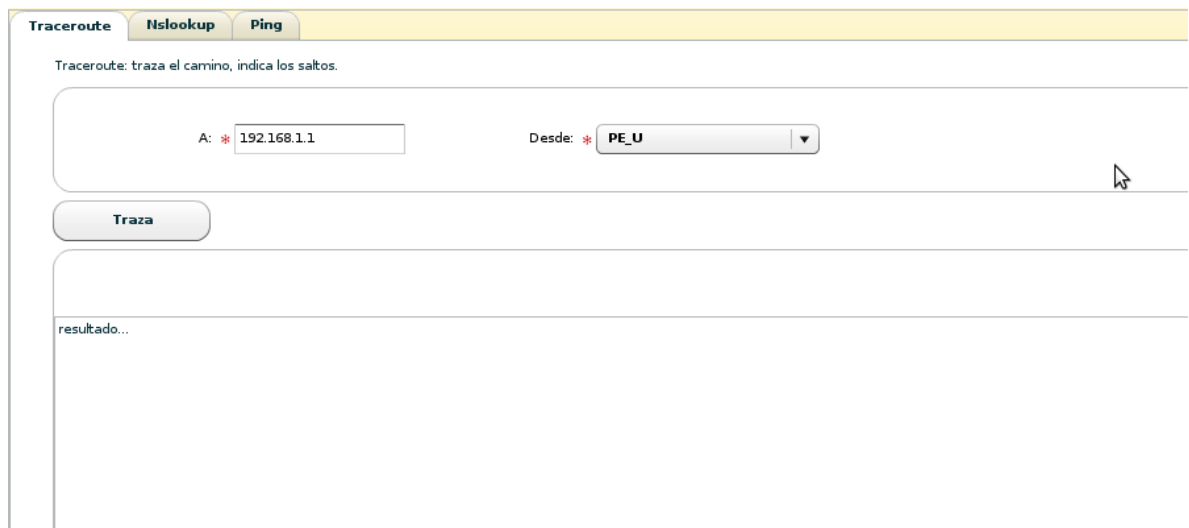 Traceroute Nslookup Ping
Traceroute: traza el camino, indica los saltos.
A: * 192.168.1.1 Desde: * PE_U
Traza
resultado...